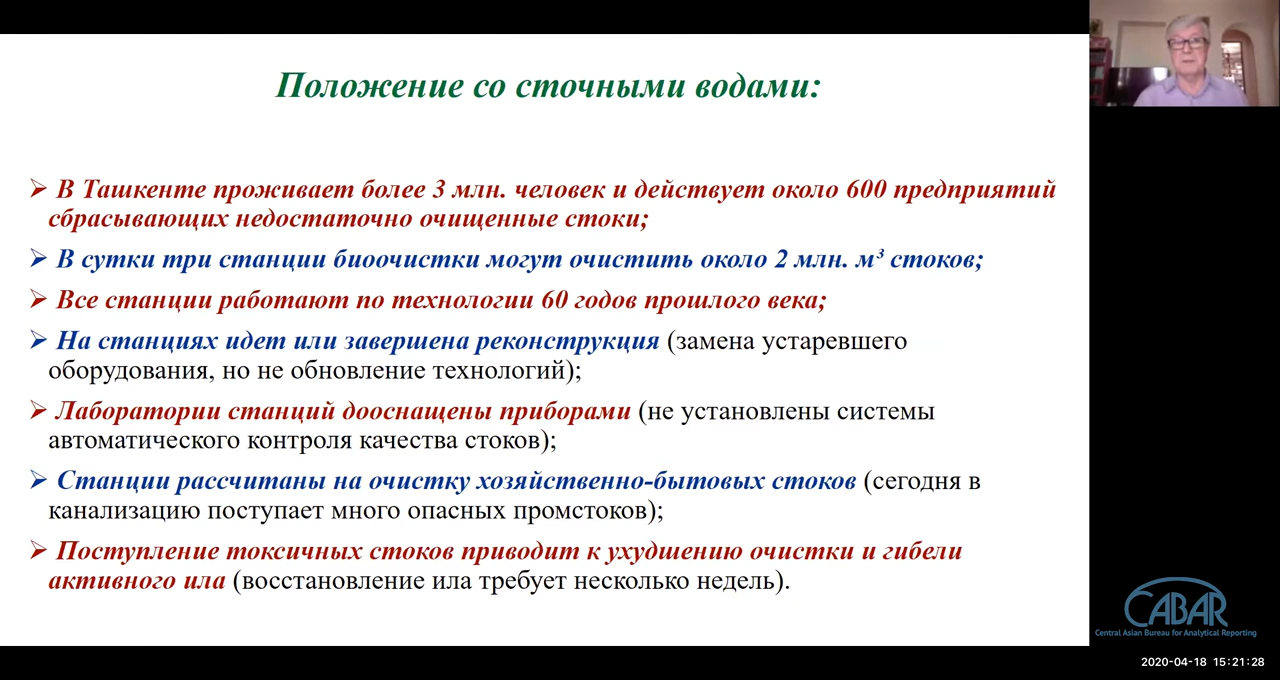 Положение со сточными водами:
➢ В Ташкенте проживает более 3 млн. человек и действует около 600 предприятий
сбрасывающих недостаточно очищенные стоки;
➢ В сутки три станции биоочистки могут очистить около 2 млн. м³ стоков;
➢ Все станции работают по технологии 60 годов прошлого века;
➢ На станциях идет или завершена реконструкция (замена устаревшего
оборудования, но не обновление технологий);
➢ Лаборатории станций дооснащены приборами (не установлены системы
автоматического контроля качества стоков);
➢ Станции рассчитаны на очистку хозяйственно-бытовых стоков (сегодня в
канализацию поступает много опасных промстоков);
➢ Поступление токсичных стоков приводит к ухудшению очистки и гибели
активного ила (восстановление ила требует несколько недель).
CABAR
Central Asian Bureau for Analytical Reporting
2020-04-18 15:21:28